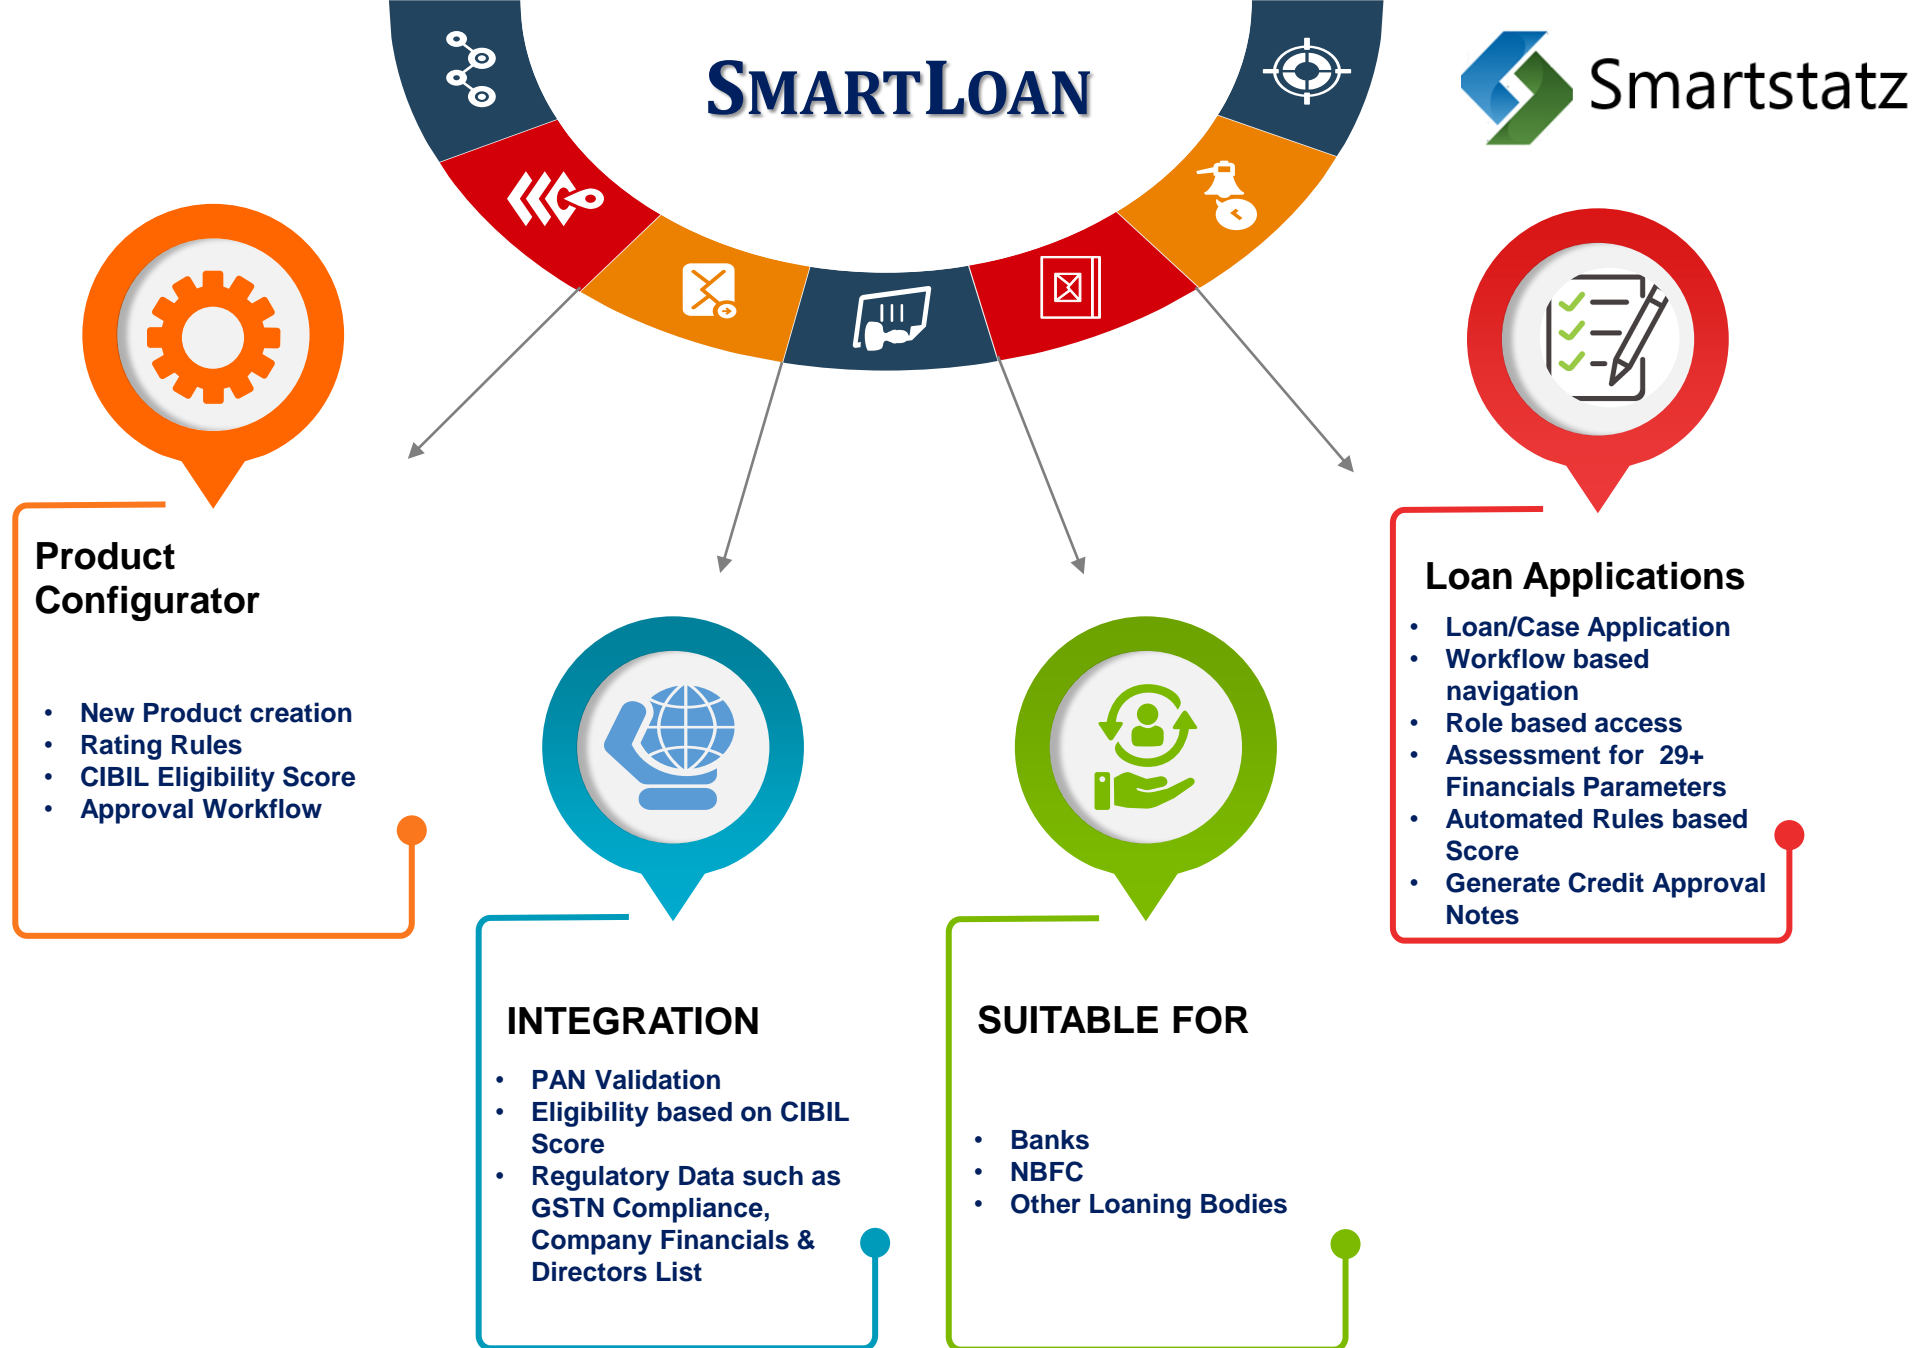 SMARTLOAN
Smartstatz
Product
Configurator
• New Product creation
• Rating Rules
• CIBIL Eligibility Score
• Approval Workflow
INTEGRATION
• PAN Validation
• Eligibility based on CIBIL
Score
• Regulatory Data such as
GSTN Compliance,
Company Financials &
Directors List
SUITABLE FOR
• Banks
• NBFC
• Other Loaning Bodies
Loan Applications
• Loan/Case Application
• Workflow based
navigation
• Role based access
• Assessment for 29+
Financials Parameters
• Automated Rules based
Score
• Generate Credit Approval
Notes